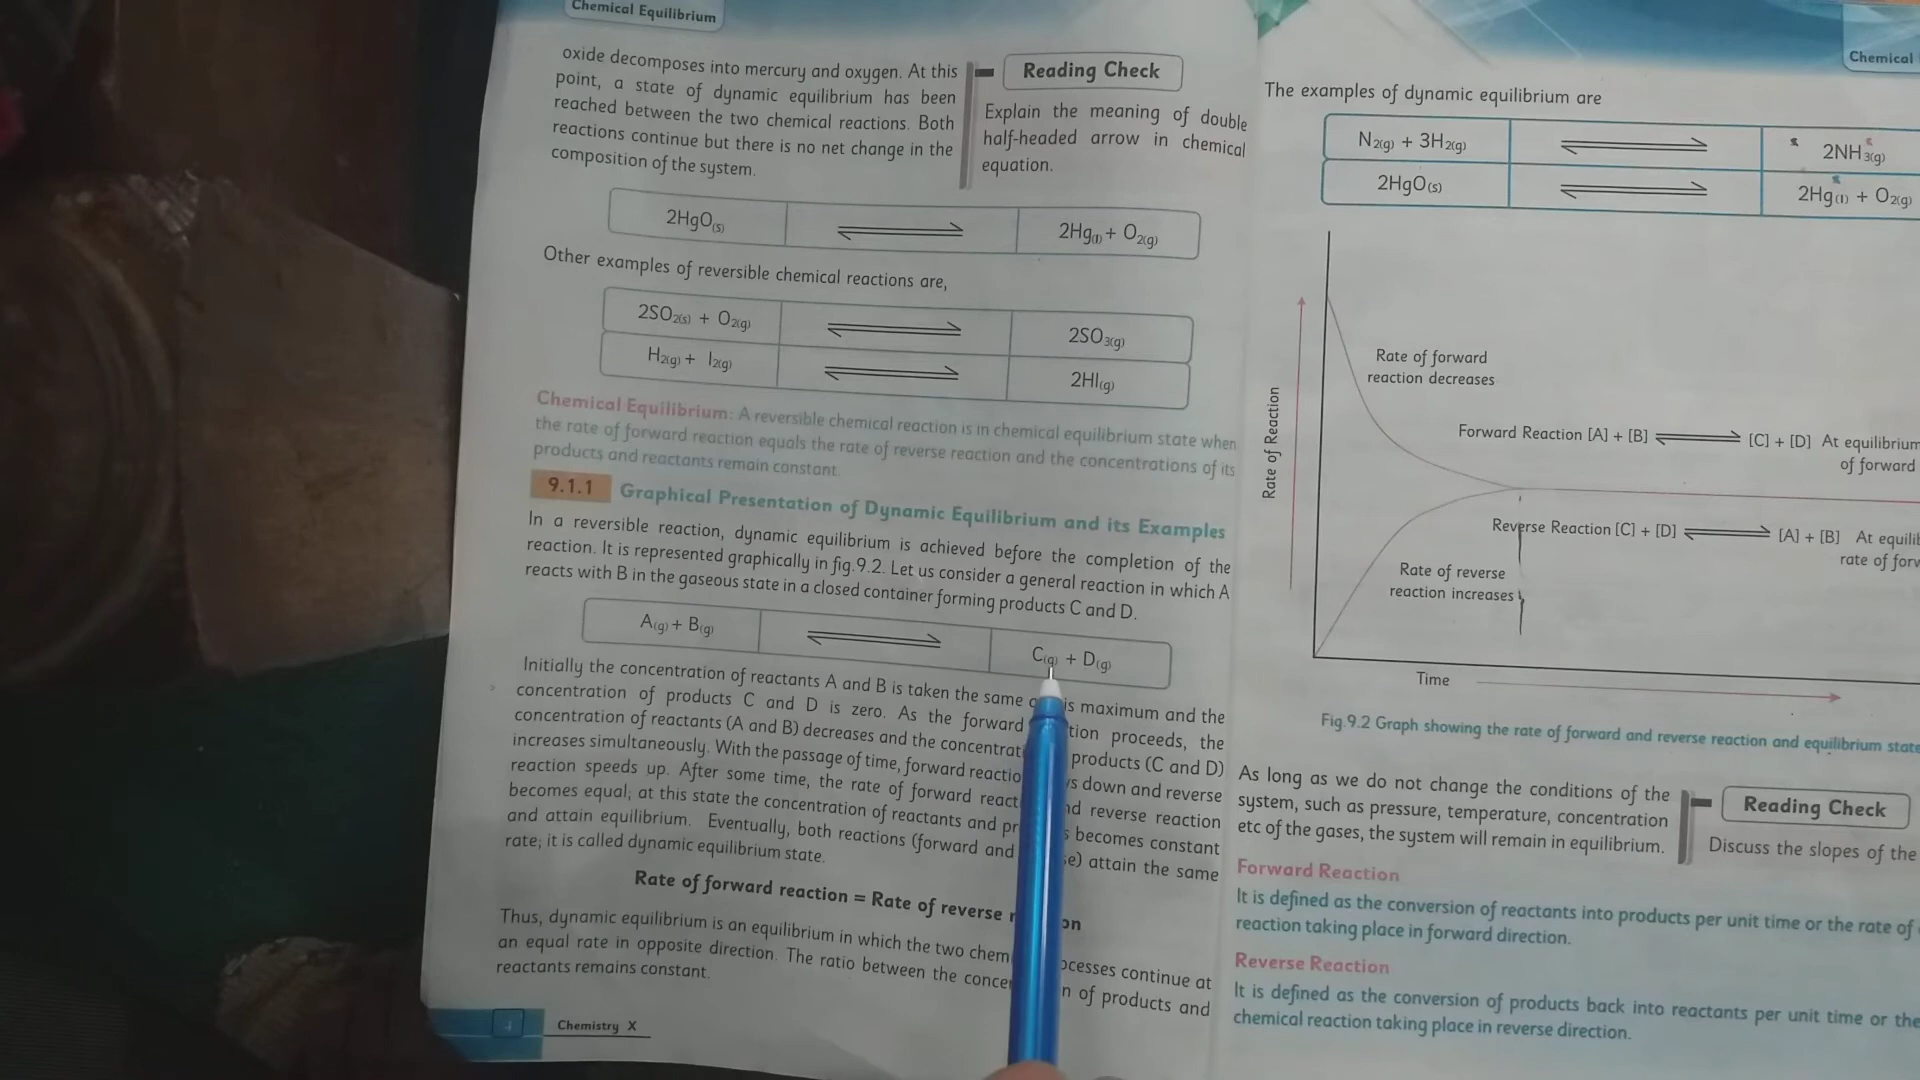 Chemical Equilibrium
oxide decomposes into mercury and oxygen. At this
point, a state of dynamic equilibrium has been
reached between the two chemical reactions. Both
reactions continue but there is no net change in the
composition of the system.
Reading Check
Explain the meaning of double
half-headed arrow in chemical
equation.
2HgO(s) ⇌ 2Hg(l) + O2(g)
Other examples of reversible chemical reactions are,
2SO2(s) + O2(g) ⇌ 2SO3(g)
H2(g) + I2(g) ⇌ 2HI(g)
Chemical Equilibrium: A reversible chemical reaction is in chemical equilibrium state when
the rate of forward reaction equals the rate of reverse reaction and the concentrations of its
products and reactants remain constant.
9.1.1 Graphical Presentation of Dynamic Equilibrium and its Examples
In a reversible reaction, dynamic equilibrium is achieved before the completion of the
reaction. It is represented graphically in fig.9.2. Let us consider a general reaction in which A
reacts with B in the gaseous state in a closed container forming products C and D.
A(g) + B(g) ⇌ C(g) + D(g)
Initially the concentration of reactants A and B is taken the same is maximum and the
concentration of products C and D is zero. As the forward proceeds, the
concentration of reactants (A and B) decreases and the products (C and D)
increases simultaneously. With the passage of time, forward down and reverse
reaction speeds up. After some time, the rate of forward reverse reaction
becomes equal; at this state the concentration of reactants and becomes constant
and attain equilibrium. Eventually, both reactions (forward and attain the same
rate; it is called dynamic equilibrium state.
Rate of forward reaction = Rate of reverse
Thus, dynamic equilibrium is an equilibrium in which the two continue at
an equal rate in opposite direction. The ratio between the of products and
reactants remains constant.
4 Chemistry X
Chemical
The examples of dynamic equilibrium are
N2(g) + 3H2(g) ⇌ 2NH3(g)
2HgO(s) ⇌ 2Hg(l) + O2(g)
Rate of Reaction
Rate of forward
reaction decreases
Forward Reaction [A] + [B] ⇌ [C] + [D] At equilibrium
of forward
Reverse Reaction [C] + [D] ⇌ [A] + [B] At
rate of
Rate of reverse
reaction increases
Time
Fig.9.2 Graph showing the rate of forward and reverse reaction and equilibrium state
As long as we do not change the conditions of the
system, such as pressure, temperature, concentration
etc of the gases, the system will remain in equilibrium.
Reading Check
Discuss the slopes of the
Forward Reaction
It is defined as the conversion of reactants into products per unit time or the rate of
reaction taking place in forward direction.
Reverse Reaction
It is defined as the conversion of products back into reactants per unit time or the
chemical reaction taking place in reverse direction.